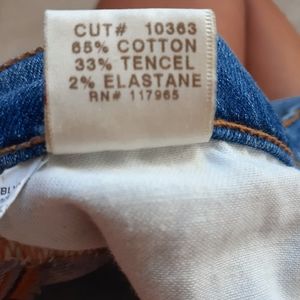 CUT# 10363
65% COTTON
33% TENCEL
2% ELASTANE
RN# 117965